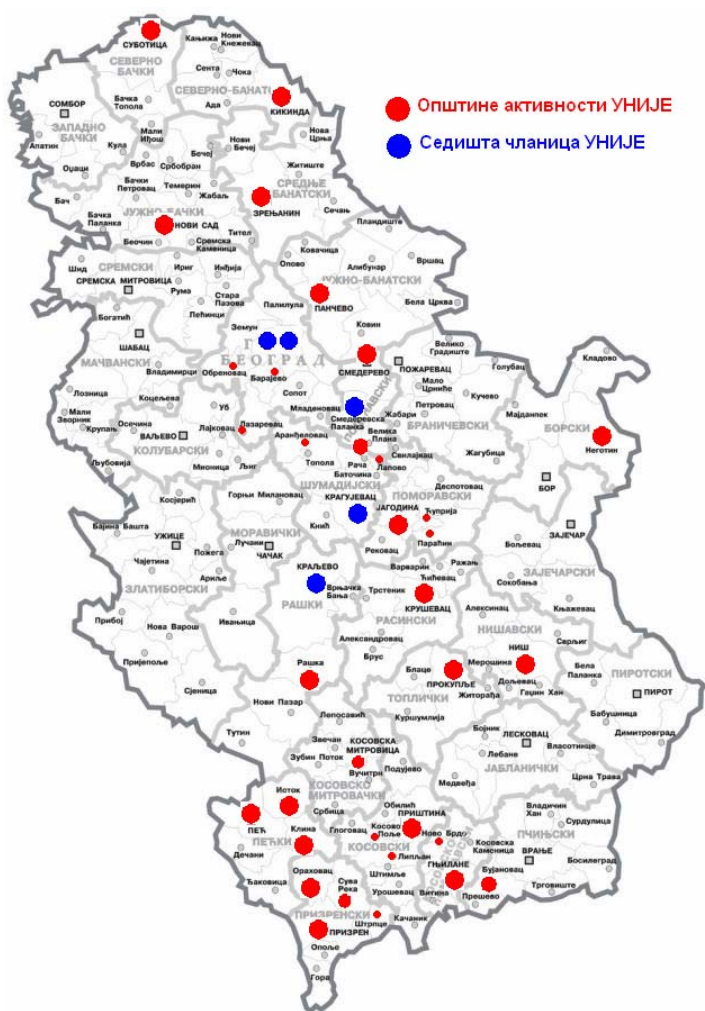 Општине активности УНИЈЕ
Седишта чланица УНИЈЕ
СУБОТИЦА
Кањижа
Нови
Кнежевац
СЕВЕРНО
БАЧКИ
Сента
Чока
СЕВЕРНО-БАНАТСКИ
Бачка
Топола
Ада
КИКИНДА
СОМБОР
ЗАПАДНО
БАЧКИ
Мали
Иђош
Нова
Црња
Апатин
Кула
Врбас
Бечеј
Нови
Бечеј
Србобран
Житиште
Оџаци
СРЕДЊЕ
БАНАТСКИ
Бачки
Петровац
Темерин
Жабаљ
Бач
ЈУЖНО-БАЧКИ
ЗРЕЊАНИН
Сечањ
Бачка
Паланка
НОВИ САД
Пландиште
Беочин
Сремска
Каменица
Тител
Ковачица
Опово
Алибунар
Вршац
СРЕМСКИ
Шид
Ириг
Инђија
ЈУЖНО-БАНАТСКИ
СРЕМСКА МИТРОВИЦА
Рума
Стара
Пазова
Палилула
ПАНЧЕВО
Бела Црква
Богатић
Пећинци
Земун
Ковин
ШАБАЦ
БЕОГРАД
Велико
Градиште
Кладово
МАЧВАНСКИ
СМЕДЕРЕВО
ПОЖАРЕВАЦ
Голубац
Владимирци
Обреновац
Барајево
Мало
Црниће
Лозница
Коцељева
Сопот
Кучево
Мали
Зворник
Уб
Младеновац
Смедеревска
Паланка
Петровац
Мајданпек
БОРСКИ
Крупањ
Осечина
Лајковац
Лазаревац
Жабари
БРАНИЧЕВСКИ
ВАЉЕВО
Аранђеловац
Велика
Плана
Неготин
КОЛУБАРСКИ
Топола
Рача
Свилајнац
Жагубица
Љубовија
Мионица
Љиг
Баточина
Лапово
БОР
ШУМАДИЈСКИ
Деспотовац
Косјерић
Горњи Милановац
КРАГУЈЕВАЦ
ПОМОРАВСКИ
Бајина Башта
МОРАВИЧКИ
Кнић
ЈАГОДИНА
Ћуприја
ЗАЈЕЧАР
УЖИЦЕ
Лучани
Параћин
Бољевац
Пожега
ЧАЧАК
Рековац
Чајетина
КРАЉЕВО
Варварин
Ражањ
ЗАЈЕЧАРСКИ
Ариље
Врњачка
Бања
Ћићевац
Сокобања
ЗЛАТИБОРСКИ
РАШКИ
Трстеник
КРУШЕВАЦ
Књажевац
Прибој
Ивањица
РАСИНСКИ
Алексинац
Нова Варош
Александровац
НИШАВСКИ
Сврљиг
Пријепоље
Брус
НИШ
Рашка
Блаце
Мерошина
Бела
Паланка
ПИРОТСКИ
Сјеница
ПРОКУПЉЕ
Дољевац
ПИРОТ
ТОПЛИЧКИ
Житорађа
Гаџин Хан
Нови Пазар
Куршумлија
Бабушница
Лепосавић
Бојник
ЛЕСКОВАЦ
Димитровград
Тутин
Звечан
КОСОВСКА
МИТРОВИЦА
Лебане
Власотинце
Зубин Поток
Вучитрн
Подујево
ЈАБЛАНИЧКИ
Медвеђа
Црна Трава
Исток
КОСОВСКО
МИТРОВАЧКИ
Обилић
Србица
ПРИШТИНА
Владичин
Хан
ПЕЋ
Клина
Глоговац
Косово
Поље
Ново Брдо
Сурдулица
ПЕЋКИ
КОСОВСКИ
Косовска
Каменица
ПЧИЊСКИ
Дечани
Липљан
ВРАЊЕ
Ораховац
Штимље
ГЊИЛАНЕ
Босилеград
Ђаковица
Сува
Река
Урошевац
Витина
Бујановац
Прешево
Трговиште
ПРИЗРЕНСКИ
Штрпце
Качаник
ПРИЗРЕН
Опоље
Гора